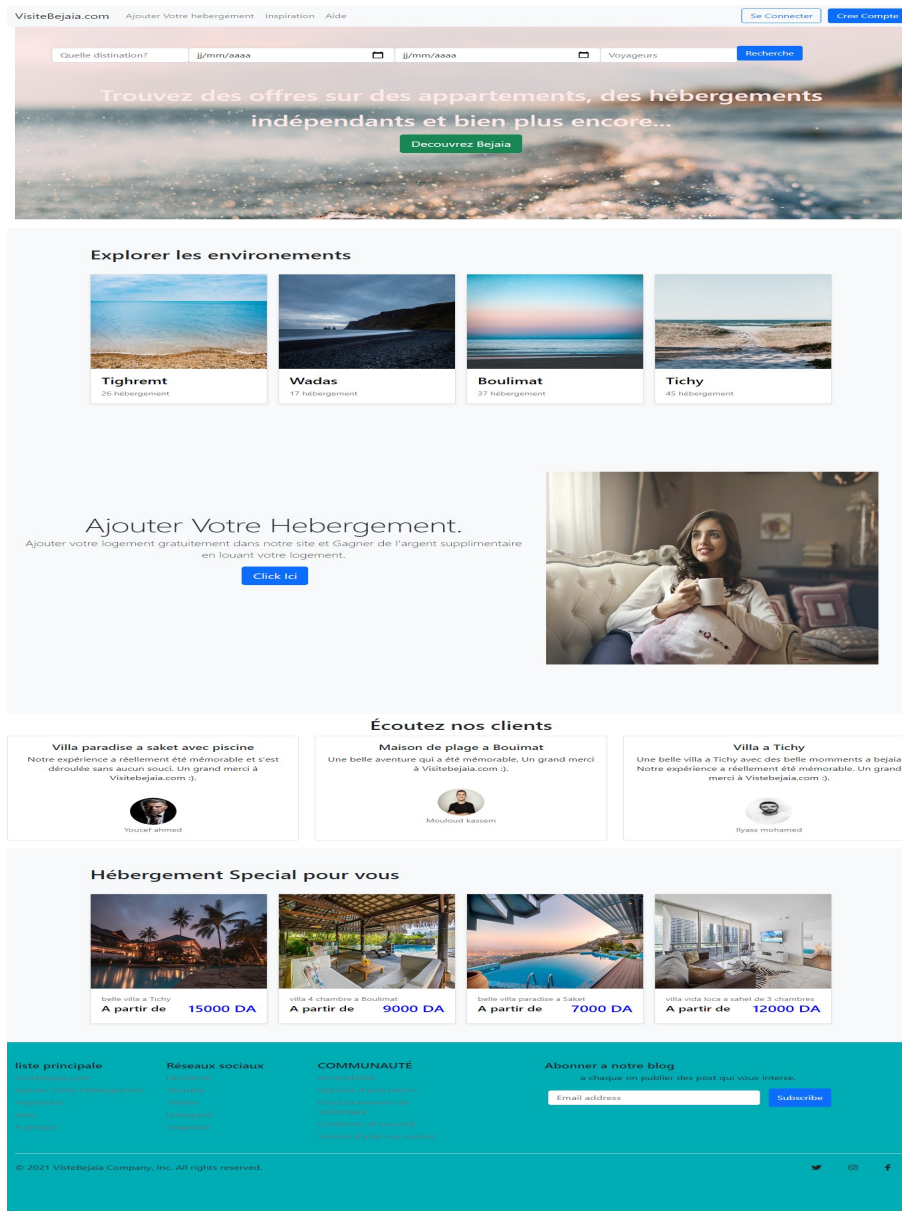 VisiteBejaia.com Ajouter Votre hebergement Inspiration Aide Se Connecter Cree Compte
Quelle distination? jj/mm/aaaa jj/mm/aaaa Voyageurs Recherche
Trouvez des offres sur des appartements, des hébergements
indépendants et bien plus encore...
Decouvrez Bejaia
Explorer les environements
Tighremt Wadas Boulimat Tichy
26 hébergement 17 hébergement 37 hébergement 45 hébergement
Ajouter Votre Hebergement.
Ajouter votre logement gratuitement dans notre site et Gagner de l'argent supplimentaire
en louant votre logement.
Click Ici
Écoutez nos clients
Villa paradise a saket avec piscine
Notre expérience a réellement été mémorable et s'est
déroulée sans aucun souci. Un grand merci à
Visitebejaia.com :).
Youcef ahmed
Maison de plage a Bouimat
Une belle aventure qui a été mémorable. Un grand merci
à Visitebejaia.com :).
Mouloud kassem
Villa a Tichy
Une belle villa a Tichy avec des belle momments a bejaia
Notre expérience a réellement été mémorable. Un grand
merci à Vistebejaia.com :).
Ilyass mohamed
Hébergement Special pour vous
belle villa a Tichy
A partir de 15000 DA
villa 4 chambre a Boulimat
A partir de 9000 DA
belle villa paradise a Saket
A partir de 7000 DA
villa vida loca a sahel de 3 chambres
A partir de 12000 DA
liste principale Réseaux sociaux COMMUNAUTÉ Abonner a notre blog
a chaque on publier des post qui vous interse.
Email address Subscribe
© 2021 VisteBejaia Company, Inc. All rights reserved.